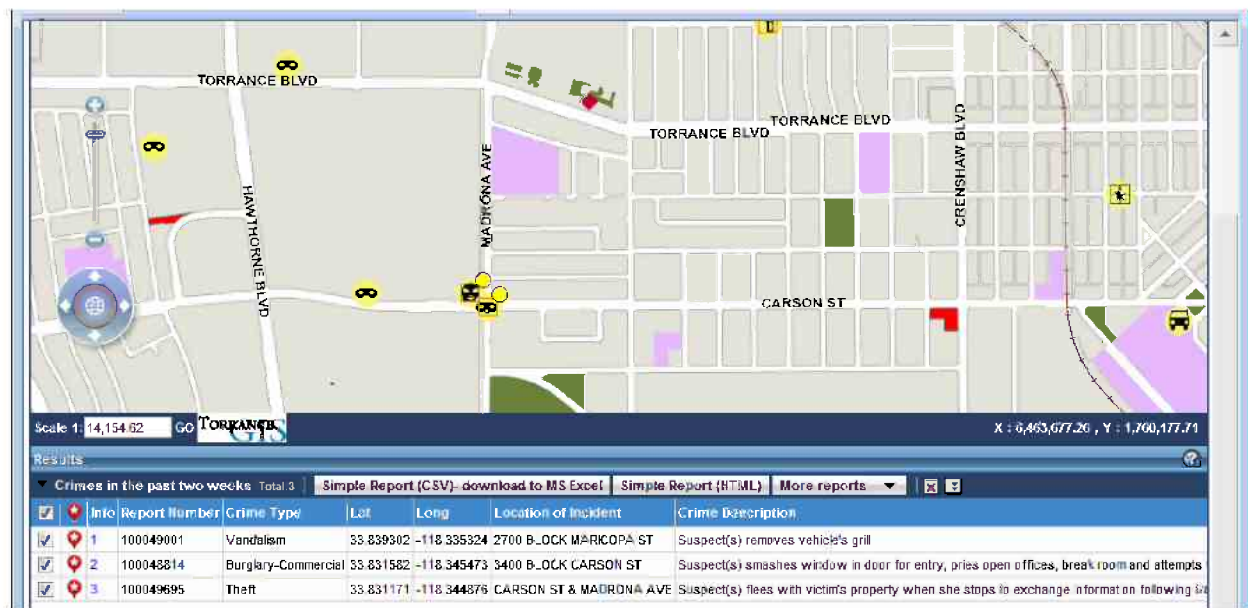 TORRANCE BLVD
TORRANCE BLVD
TORRANCE BLVD
CRENSHAW BLVD
MADRONA AVE
HAWTHORNE BLVD
CARSON ST
Scale 1: 14,154.62 GO TORRANCE GIS X : 6,463,677.26 , Y : 1,760,177.71
Results
Crimes in the past two weeks Total:3 Simple Report (CSV)- download to MS Excel Simple Report (HTML) More reports
Info Report Number Crime Type Lat Long Location of Incident Crime Description
1 100049001 Vandalism 33.839302 -118.335324 2700 BLOCK MARICOPA ST Suspect(s) removes vehicle's grill
2 100048814 Burglary-Commercial 33.831582 -118.345473 3400 BLOCK CARSON ST Suspect(s) smashes window in door for entry, pries open offices, break room and attempts
3 100049695 Theft 33.831171 -118.344876 CARSON ST & MADRONA AVE Suspect(s) flees with victim's property when she stops to exchange information following